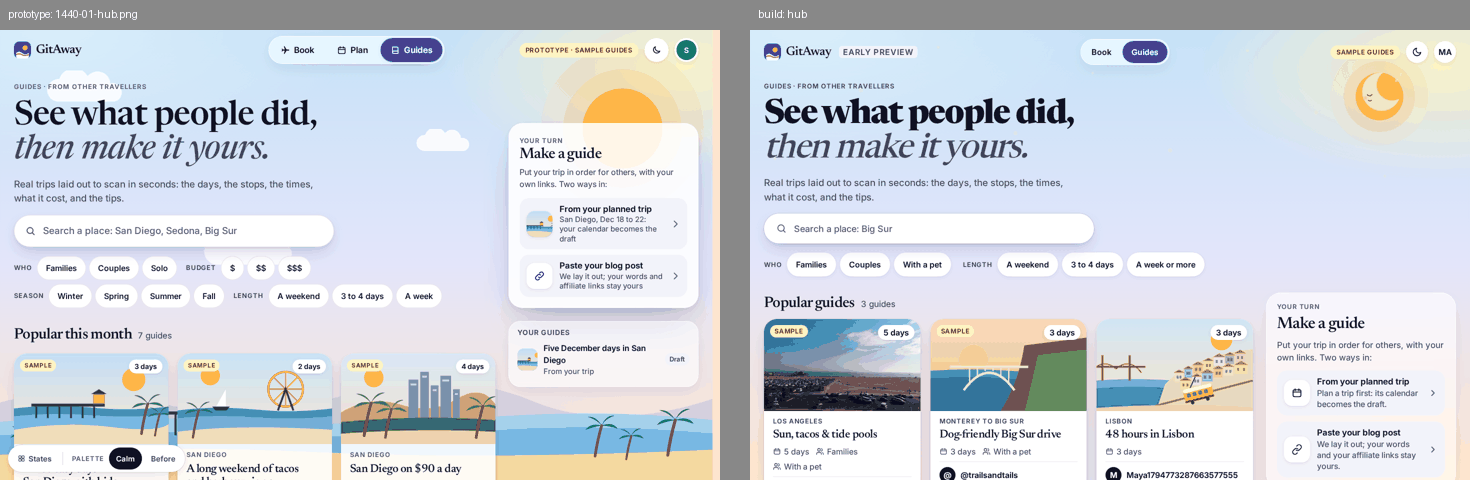 prototype: 1440-01-hub.png
GitAway
Book
Plan
Guides
PROTOTYPE · SAMPLE GUIDES
S
GUIDES · FROM OTHER TRAVELLERS
See what people did,
then make it yours.
Real trips laid out to scan in seconds: the days, the stops, the times,
what it cost, and the tips.
Search a place: San Diego, Sedona, Big Sur
WHO Families Couples Solo BUDGET $ $$ $$$
SEASON Winter Spring Summer Fall LENGTH A weekend 3 to 4 days A week
YOUR TURN
Make a guide
Put your trip in order for others, with your
own links. Two ways in:
From your planned trip
San Diego, Dec 18 to 22:
your calendar becomes the
draft
Paste your blog post
We lay it out; your words and
affiliate links stay yours
YOUR GUIDES
Five December days in San
Diego
From your trip
Draft
Popular this month 7 guides
SAMPLE 3 days
SAMPLE 2 days
SAMPLE 4 days
States PALETTE Calm Before
SAN DIEGO
A long weekend of tacos
SAN DIEGO
San Diego on $90 a day
build: hub
GitAway EARLY PREVIEW
Book
Guides
SAMPLE GUIDES
MA
GUIDES · FROM OTHER TRAVELLERS
See what people did,
then make it yours.
Real trips laid out to scan in seconds: the days, the stops, the times,
what it cost, and the tips.
Search a place: Big Sur
WHO Families Couples With a pet LENGTH A weekend 3 to 4 days A week or more
Popular guides 3 guides
SAMPLE 5 days
LOS ANGELES
Sun, tacos & tide pools
5 days Families
With a pet
SAMPLE 3 days
MONTEREY TO BIG SUR
Dog-friendly Big Sur drive
3 days With a pet
@ @trailsandtails
3 days
LISBON
48 hours in Lisbon
3 days
M Maya1794773287663577555
YOUR TURN
Make a guide
Put your trip in order for others, with your
own links. Two ways in:
From your planned trip
Plan a trip first: its calendar
becomes the draft.
Paste your blog post
We lay it out; your words
and your affiliate links stay
yours.